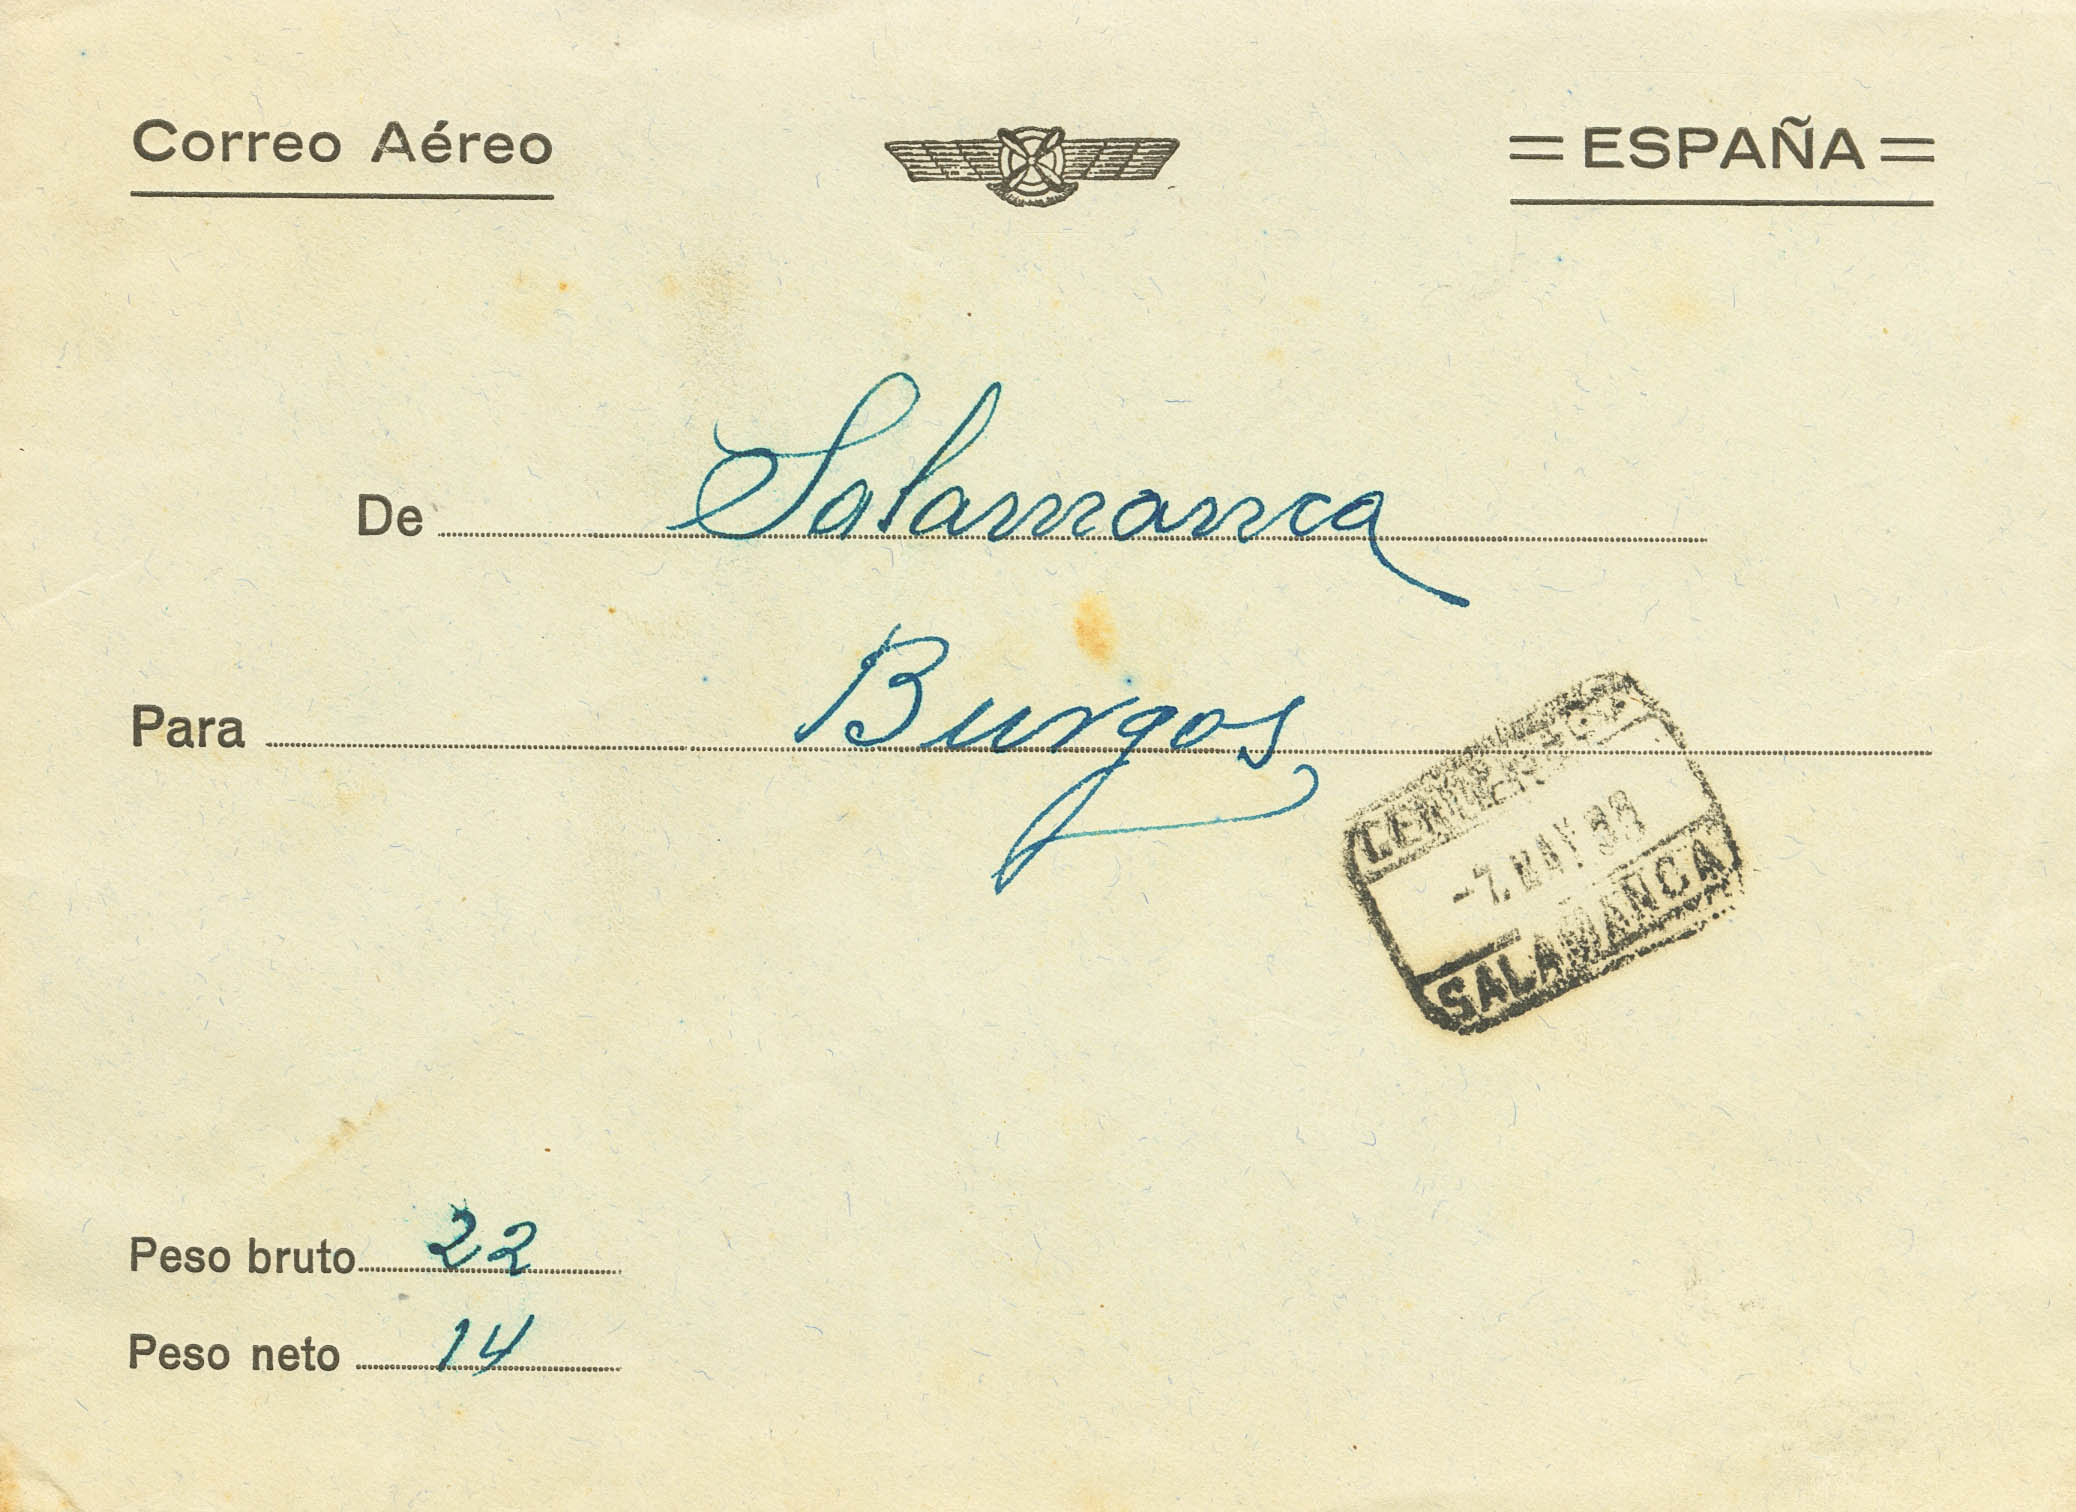 Correo Aéreo
= ESPAÑA =
De Salamanca
Para Burgos
-7. MAY 38
SALAMANCA
Peso bruto 22
Peso neto 14